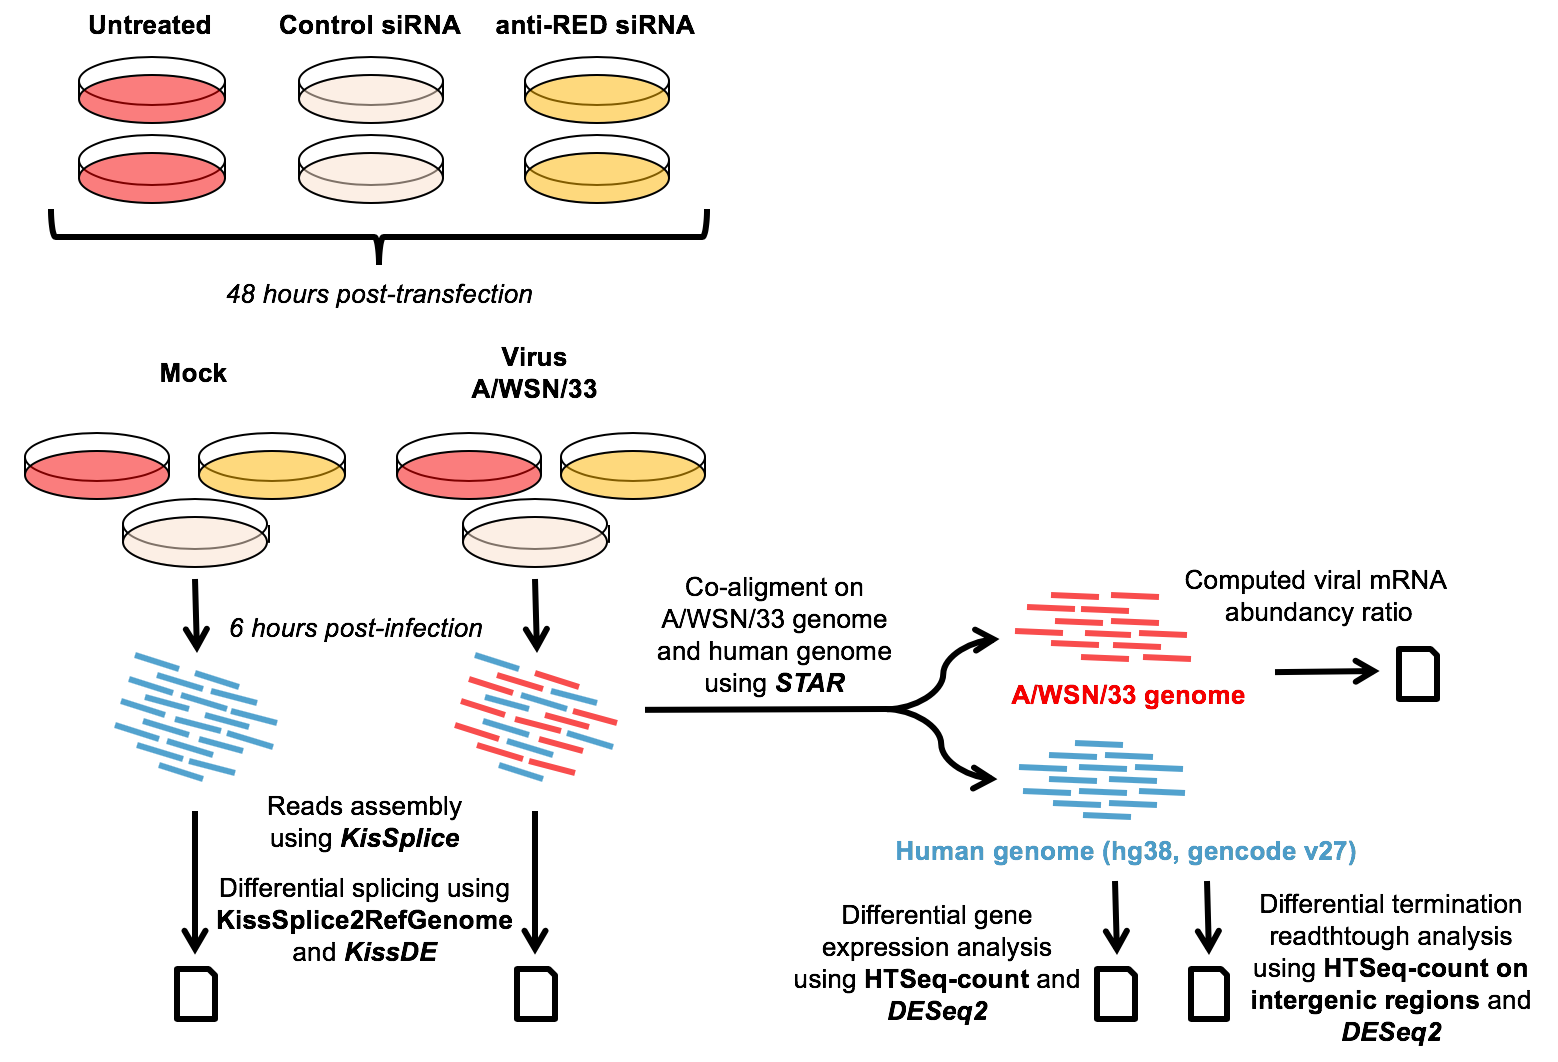 Untreated
Control siRNA
anti-RED siRNA
48 hours post-transfection
Mock
Virus
A/WSN/33
6 hours post-infection
Co-aligment on
A/WSN/33 genome
and human genome
using STAR
Computed viral mRNA
abundancy ratio
A/WSN/33 genome
Human genome (hg38, gencode v27)
Reads assembly
using KisSplice
Differential splicing using
KissSplice2RefGenome
and KissDE
Differential gene
expression analysis
using HTSeq-count and
DESeq2
Differential termination
readthtough analysis
using HTSeq-count on
intergenic regions and
DESeq2